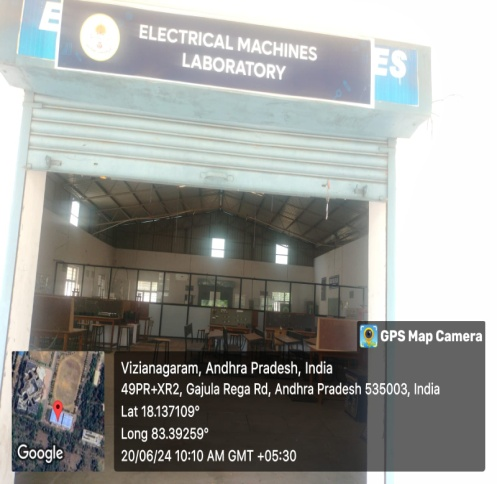 ELECTRICAL MACHINES
LABORATORY
E
ES
GPS Map Camera
Vizianagaram, Andhra Pradesh, India
49PR+XR2, Gajula Rega Rd, Andhra Pradesh 535003, India
Lat 18.137109°
Long 83.39259°
20/06/24 10:10 AM GMT +05:30
Google